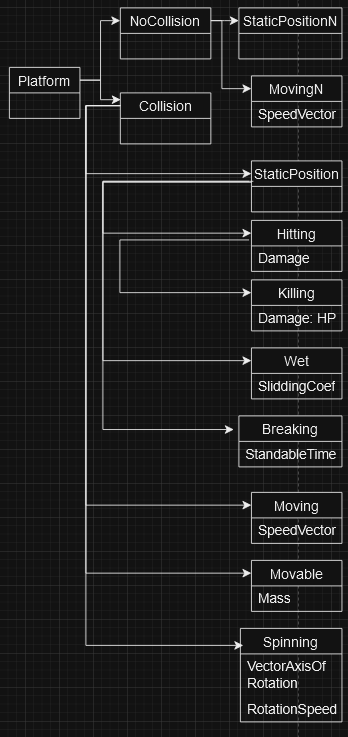 NoCollision
StaticPositionN
Platform
MovingN
SpeedVector
Collision
StaticPosition
Hitting
Damage
Killing
Damage: HP
Wet
SliddingCoef
Breaking
StandableTime
Moving
SpeedVector
Movable
Mass
Spinning
VectorAxisOf
Rotation
RotationSpeed